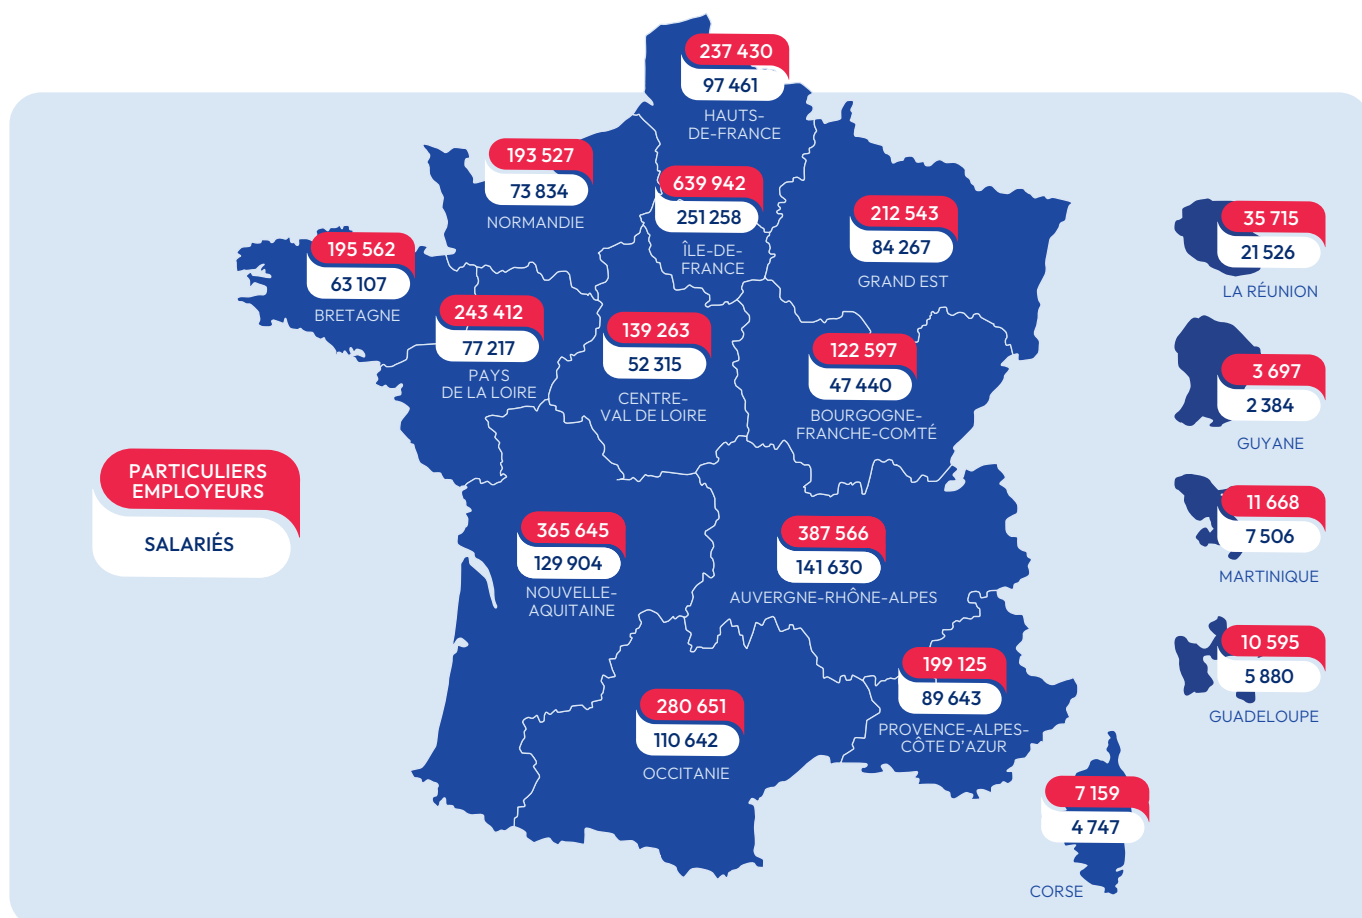 237 430
97 461
HAUTS-
DE-FRANCE
193 527
73 834
NORMANDIE
639 942
251 258
ÎLE-DE-
FRANCE
212 543
84 267
GRAND EST
195 562
63 107
BRETAGNE
243 412
77 217
PAYS
DE LA LOIRE
139 263
52 315
CENTRE-
VAL DE LOIRE
122 597
47 440
BOURGOGNE-
FRANCHE-COMTÉ
PARTICULIERS
EMPLOYEURS
SALARIÉS
365 645
129 904
NOUVELLE-
AQUITAINE
387 566
141 630
AUVERGNE-RHÔNE-ALPES
280 651
110 642
OCCITANIE
199 125
89 643
PROVENCE-ALPES-
CÔTE D'AZUR
7 159
4 747
CORSE
35 715
21 526
LA RÉUNION
3 697
2 384
GUYANE
11 668
7 506
MARTINIQUE
10 595
5 880
GUADELOUPE